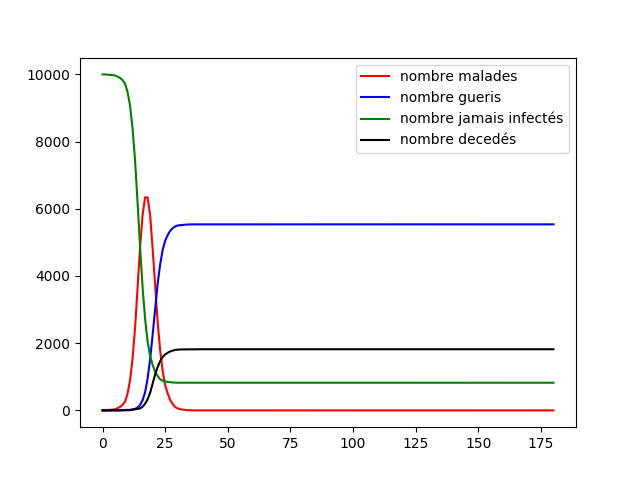 10000
8000
6000
4000
2000
0
0 25 50 75 100 125 150 175
nombre malades
nombre gueris
nombre jamais infectés
nombre decedés